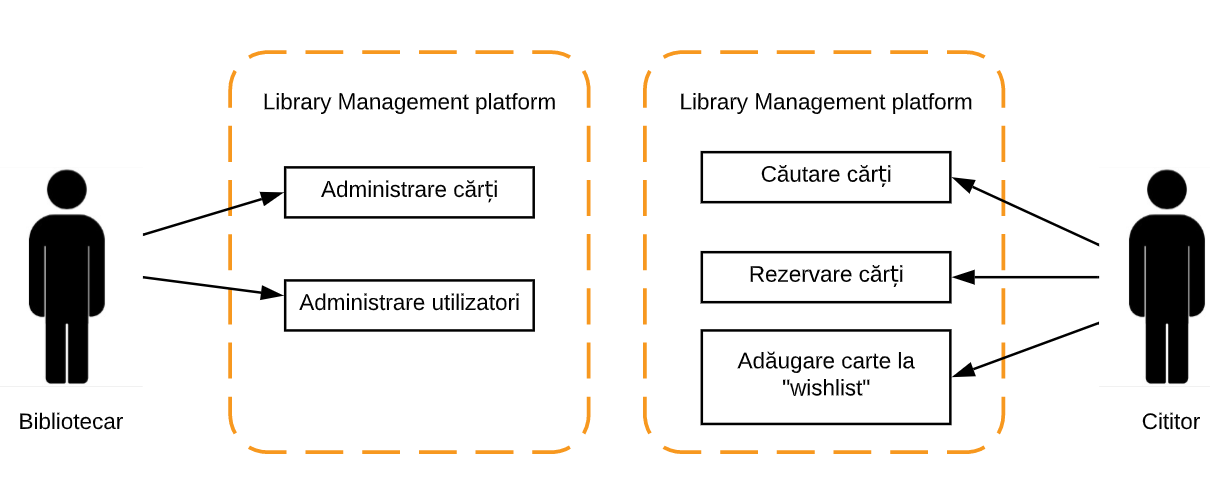 Library Management platform
Administrare cărți
Administrare utilizatori
Bibliotecar
Library Management platform
Căutare cărți
Rezervare cărți
Adăugare carte la
"wishlist"
Cititor